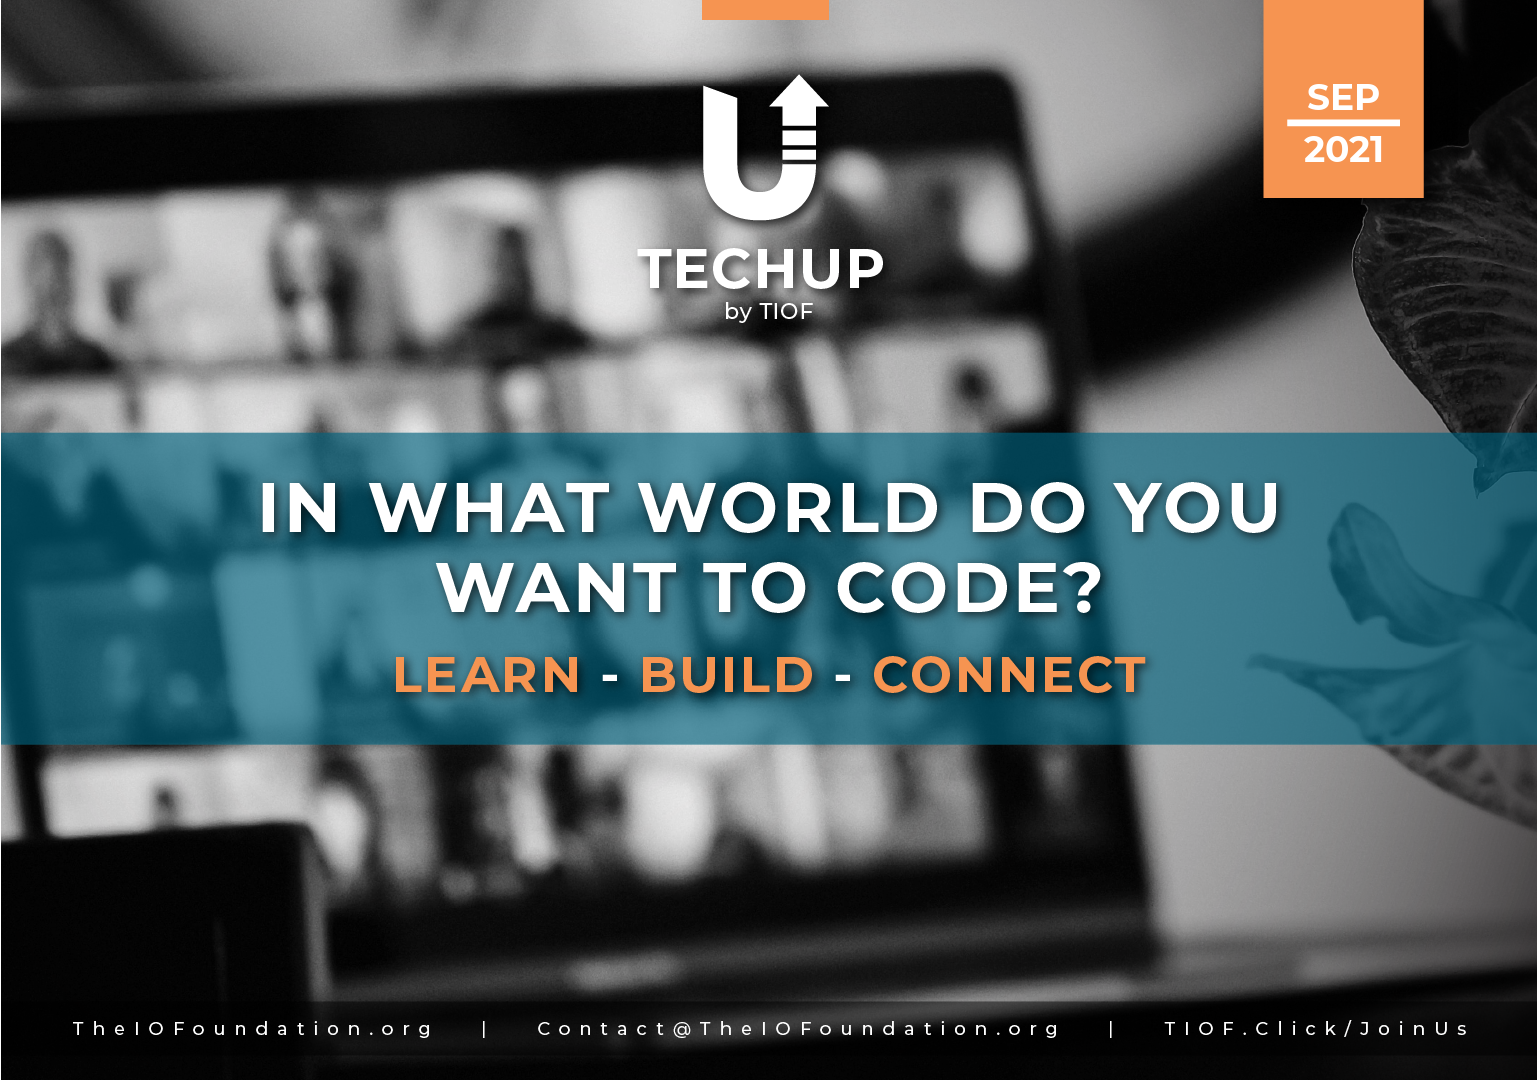 SEP
2021
TECHUP
by TIOF
IN WHAT WORLD DO YOU
WANT TO CODE?
LEARN - BUILD - CONNECT
TheIOFoundation.org | Contact@TheIOFoundation.org | TIOF.Click/JoinUs